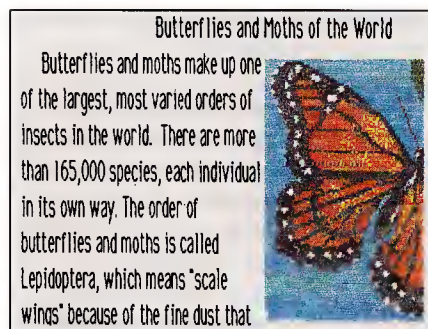 Butterflies and Moths of the World
Butterflies and moths make up one
of the largest, most varied orders of
insects in the world. There are more
than 165,000 species, each individual
in its own way. The order of
butterflies and moths is called
Lepidoptera, which means "scale
wings" because of the fine dust that